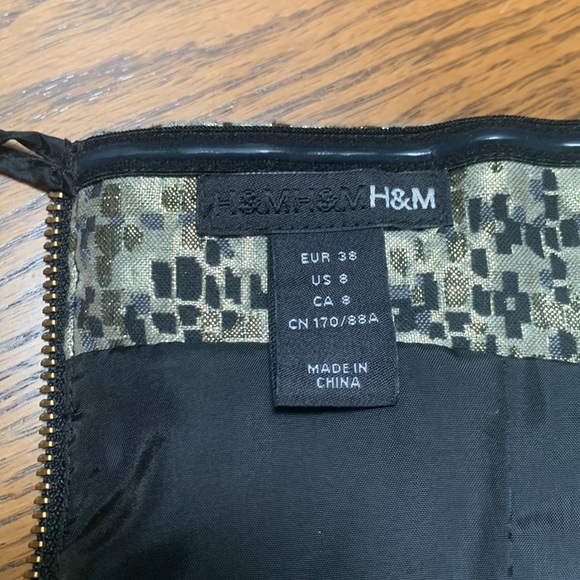 H&MH&MH&M
EUR 38
US 8
CA 8
CN 170/88A
MADE IN
CHINA